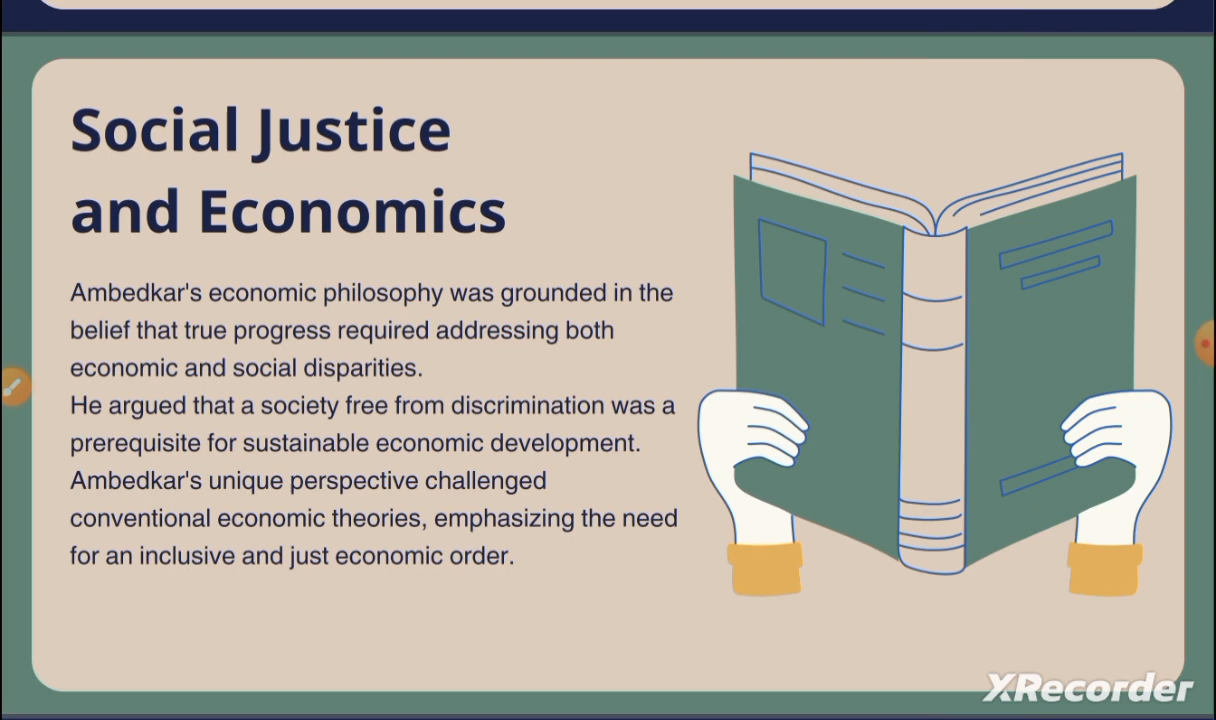 Social Justice
and Economics
Ambedkar's economic philosophy was grounded in the
belief that true progress required addressing both
economic and social disparities.
He argued that a society free from discrimination was a
prerequisite for sustainable economic development.
Ambedkar's unique perspective challenged
conventional economic theories, emphasizing the need
for an inclusive and just economic order.
XRecorder